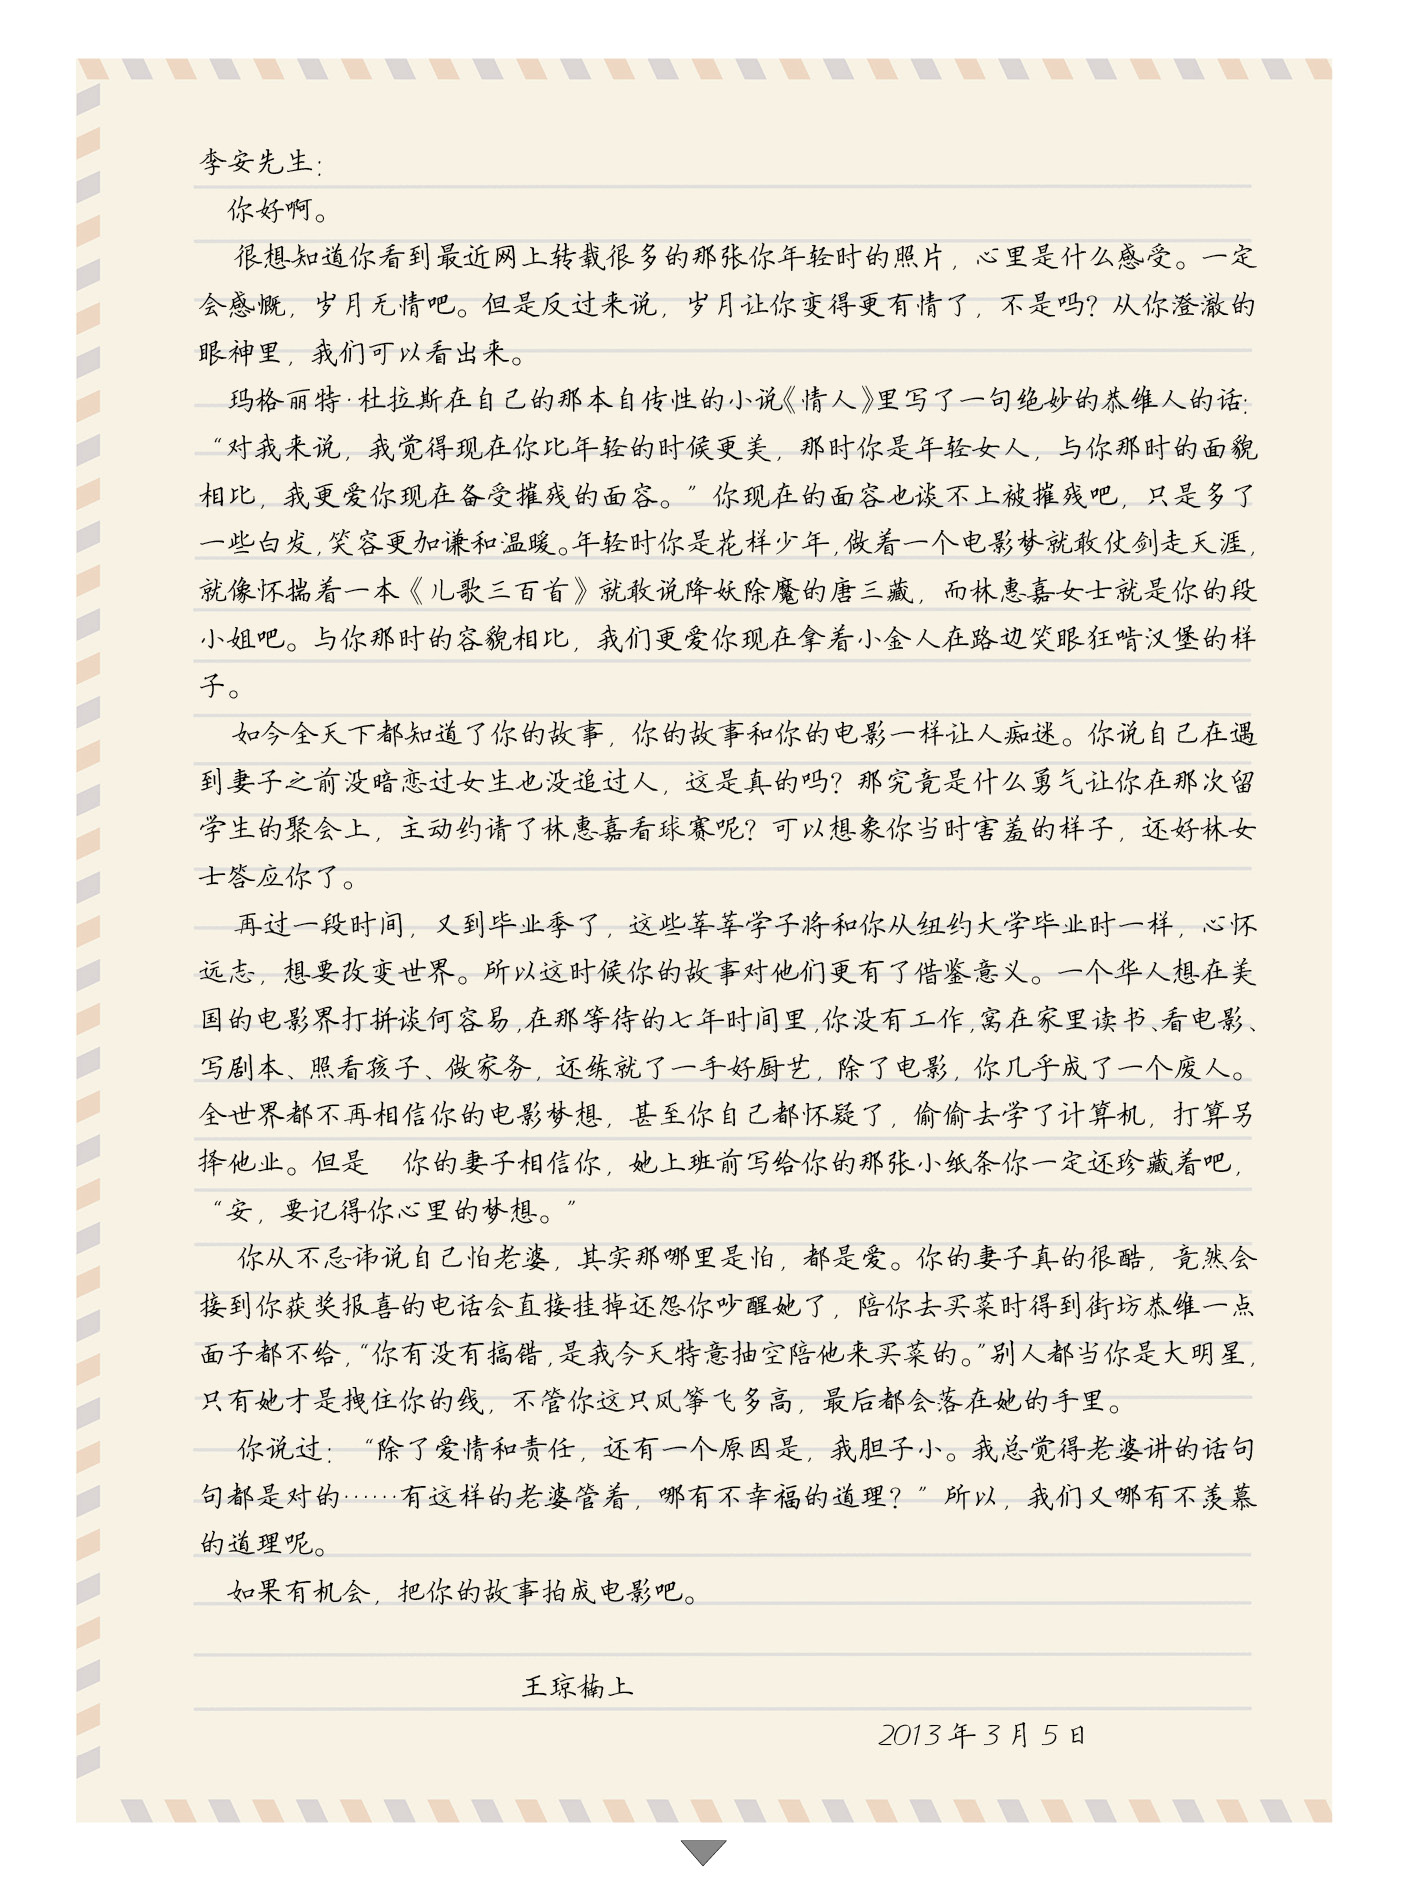 李安先生：
你好啊。
很想知道你看到最近网上转载很多的那张你年轻时的照片，心里是什么感受。一定
会感慨，岁月无情吧。但是反过来说，岁月让你变得更有情了，不是吗？从你澄澈的
眼神里，我们可以看出来。
玛格丽特·杜拉斯在自己的那本自传性的小说《情人》里写了一句绝妙的恭维人的话：
“对我来说，我觉得现在你比年轻的时候更美，那时你是年轻女人，与你那时的面貌
相比，我更爱你现在备受摧残的面容。”你现在的面容也谈不上被摧残吧，只是多了
一些白发，笑容更加谦和温暖。年轻时你是花样少年，做着一个电影梦就敢仗剑走天涯，
就像怀揣着一本《儿歌三百首》就敢说降妖除魔的唐三藏，而林惠嘉女士就是你的段
小姐吧。与你那时的容貌相比，我们更爱你现在拿着小金人在路边笑眼狂啃汉堡的样
子。
如今全天下都知道了你的故事，你的故事和你的电影一样让人痴迷。你说自己在遇
到妻子之前没暗恋过女生也没追过人，这是真的吗？那究竟是什么勇气让你在那次留
学生的聚会上，主动约请了林惠嘉看球赛呢？可以想象你当时害羞的样子，还好林女
士答应你了。
再过一段时间，又到毕业季了，这些莘莘学子将和你从纽约大学毕业时一样，心怀
远志，想要改变世界。所以这时候你的故事对他们更有了借鉴意义。一个华人想在美
国的电影界打拼谈何容易，在那等待的七年时间里，你没有工作，窝在家里读书、看电影、
写剧本、照看孩子、做家务，还练就了一手好厨艺，除了电影，你几乎成了一个废人。
全世界都不再相信你的电影梦想，甚至你自己都怀疑了，偷偷去学了计算机，打算另
择他业。但是　你的妻子相信你，她上班前写给你的那张小纸条你一定还珍藏着吧，
“安，要记得你心里的梦想。”
你从不忌讳说自己怕老婆，其实那哪里是怕，都是爱。你的妻子真的很酷，竟然会
接到你获奖报喜的电话会直接挂掉还怨你吵醒她了，陪你去买菜时得到街坊恭维一点
面子都不给，“你有没有搞错，是我今天特意抽空陪他来买菜的。”别人都当你是大明星，
只有她才是拽住你的线，不管你这只风筝飞多高，最后都会落在她的手里。
你说过：“除了爱情和责任，还有一个原因是，我胆子小。我总觉得老婆讲的话句
句都是对的……有这样的老婆管着，哪有不幸福的道理？”所以，我们又哪有不羡慕
的道理呢。
如果有机会，把你的故事拍成电影吧。
王琼楠上
2013年3月5日